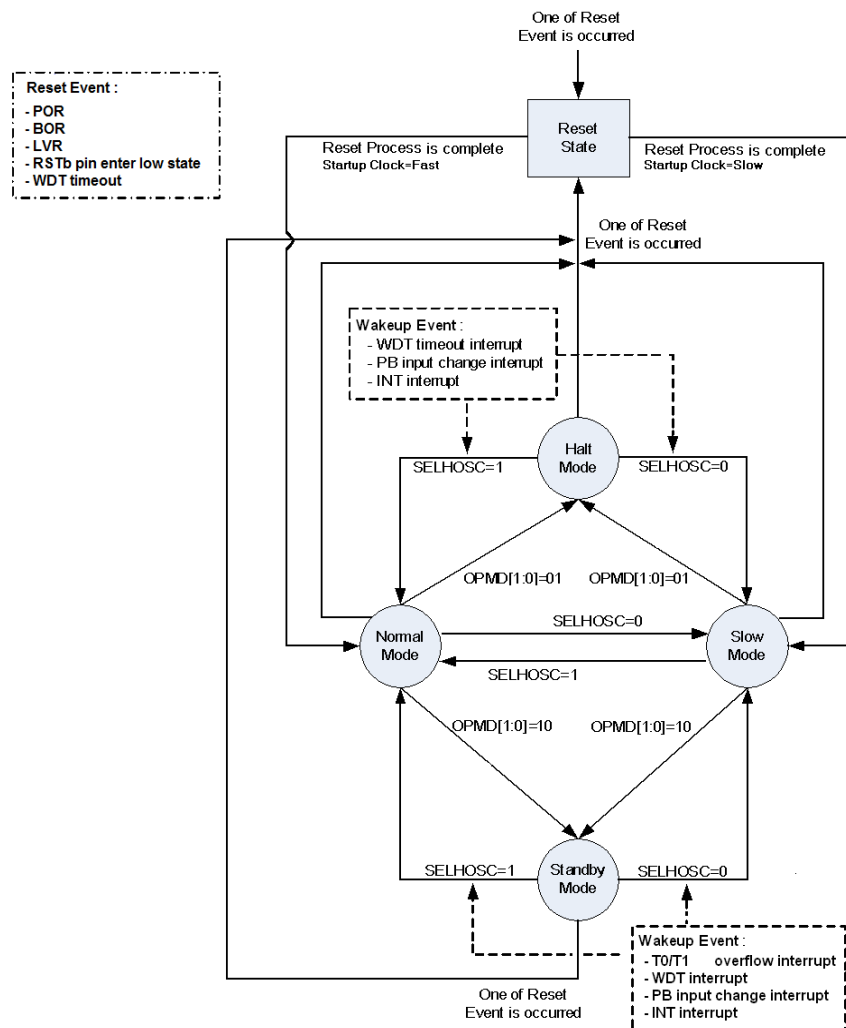 One of Reset
Event is occurred
Reset Event :
- POR
- BOR
- LVR
- RSTb pin enter low state
- WDT timeout
Reset
State
Reset Process is complete
Startup Clock=Fast
Reset Process is complete
Startup Clock=Slow
One of Reset
Event is occurred
Wakeup Event :
- WDT timeout interrupt
- PB input change interrupt
- INT interrupt
Halt
Mode
SELHOSC=1
SELHOSC=0
OPMD[1:0]=01
OPMD[1:0]=01
Normal
Mode
SELHOSC=0
Slow
Mode
SELHOSC=1
OPMD[1:0]=10
OPMD[1:0]=10
SELHOSC=1
Standby
Mode
SELHOSC=0
Wakeup Event :
- T0/T1 overflow interrupt
- WDT interrupt
- PB input change interrupt
- INT interrupt
One of Reset
Event is occurred